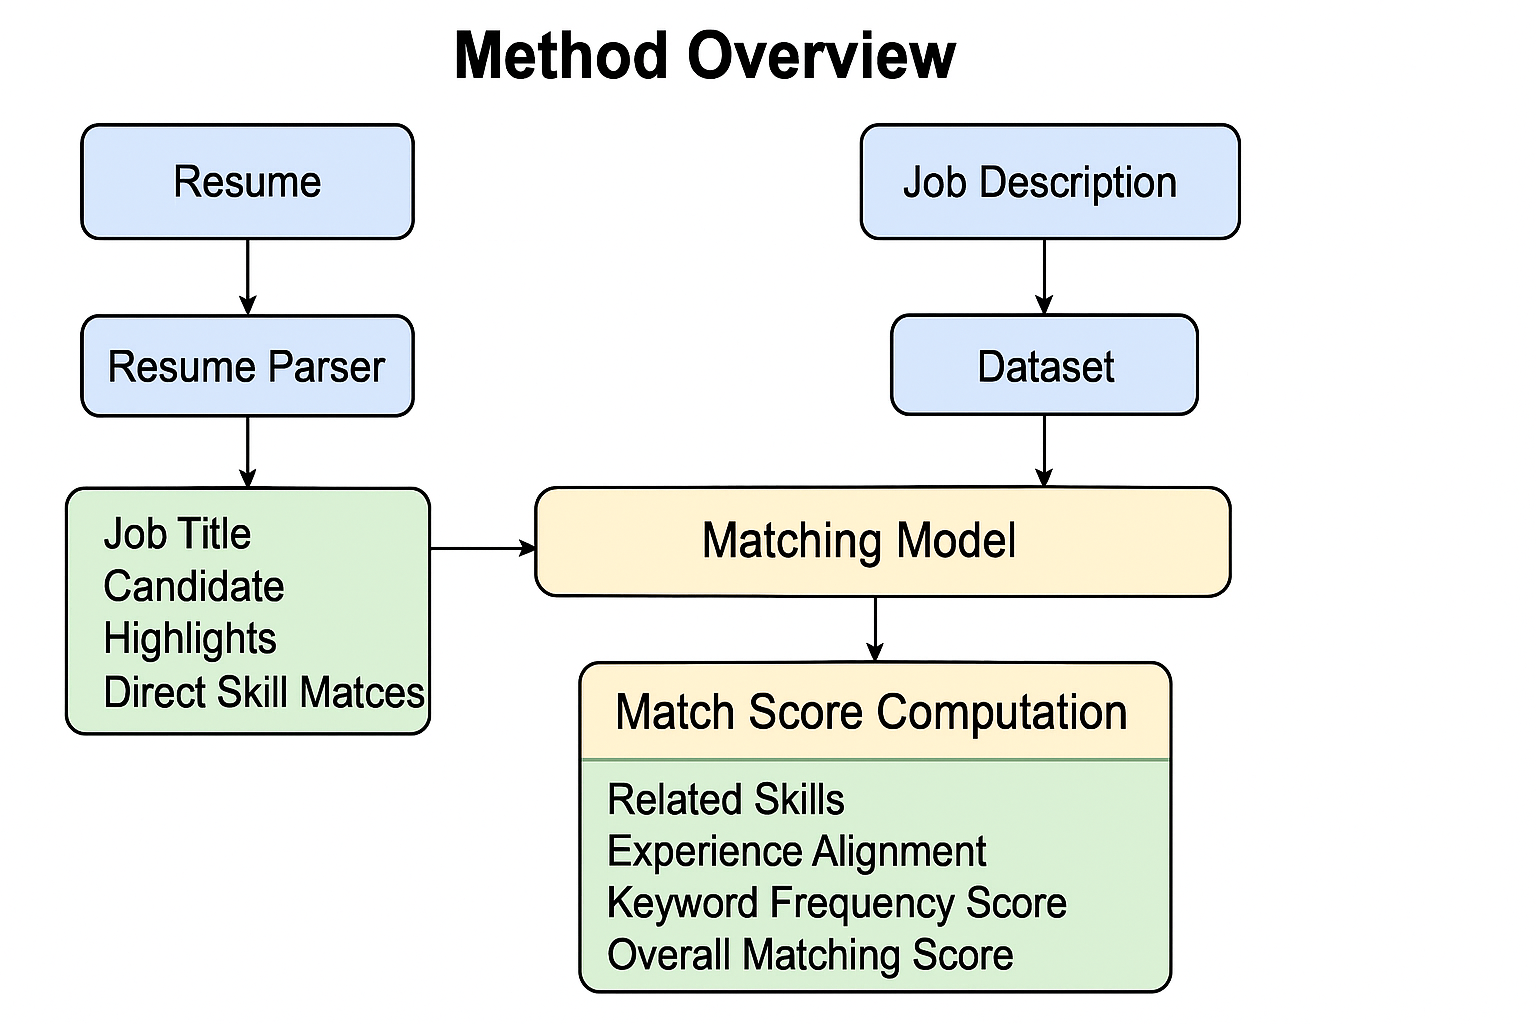 Method Overview
Resume
Job Description
Resume Parser
Dataset
Job Title
Candidate
Highlights
Direct Skill Matces
Matching Model
Match Score Computation
Related Skills
Experience Alignment
Keyword Frequency Score
Overall Matching Score